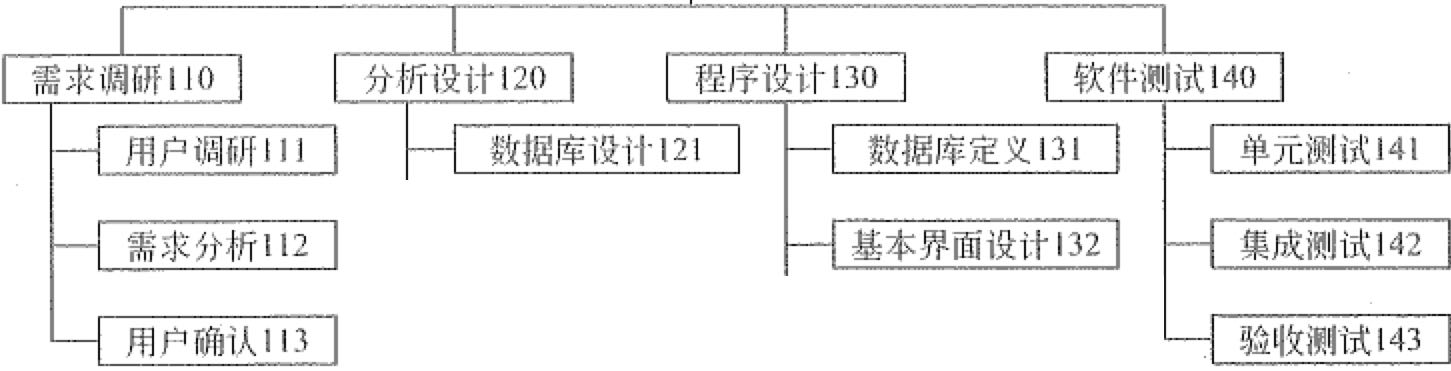 需求调研110
分析设计120
程序设计130
软件测试140
用户调研111
数据库设计121
数据库定义131
单元测试141
需求分析112
基本界面设计132
集成测试142
用户确认113
验收测试143